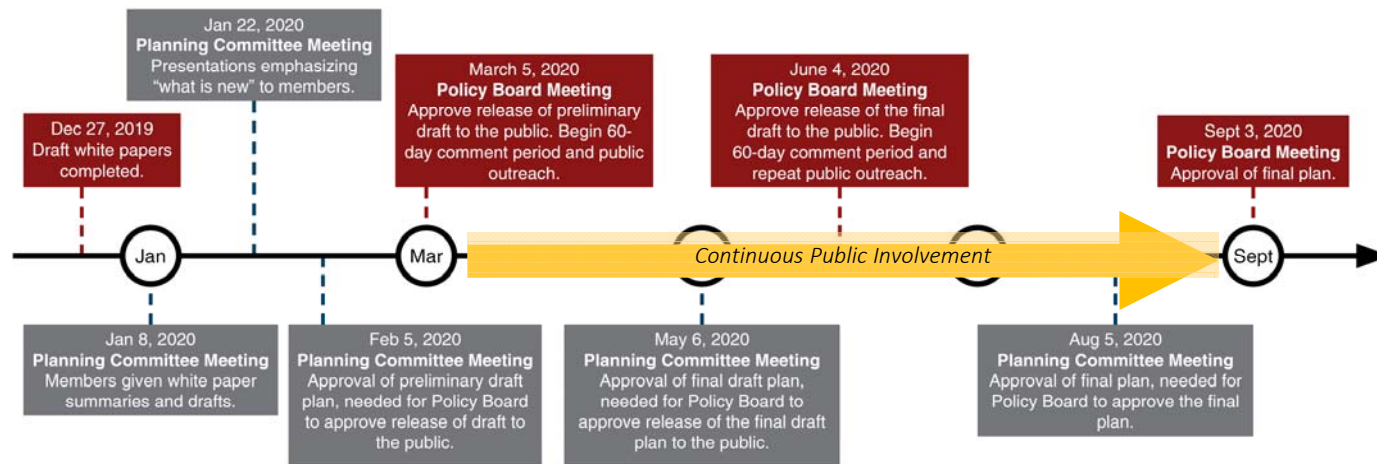 Jan 22, 2020
Planning Committee Meeting
Presentations emphasizing
“what is new” to members.
March 5, 2020
Policy Board Meeting
Approve release of preliminary
draft to the public. Begin 60-
day comment period and public
outreach.
June 4, 2020
Policy Board Meeting
Approve release of the final
draft to the public. Begin
60-day comment period and
repeat public outreach.
Dec 27, 2019
Draft white papers
completed.
Sept 3, 2020
Policy Board Meeting
Approval of final plan.
Jan
Mar
Continuous Public Involvement
Sept
Jan 8, 2020
Planning Committee Meeting
Members given white paper
summaries and drafts.
Feb 5, 2020
Planning Committee Meeting
Approval of preliminary draft
plan, needed for Policy Board
to approve release of draft to
the public.
May 6, 2020
Planning Committee Meeting
Approval of final draft plan,
needed for Policy Board to
approve release of the final draft
plan to the public.
Aug 5, 2020
Planning Committee Meeting
Approval of final plan, needed for
Policy Board to approve the final
plan.